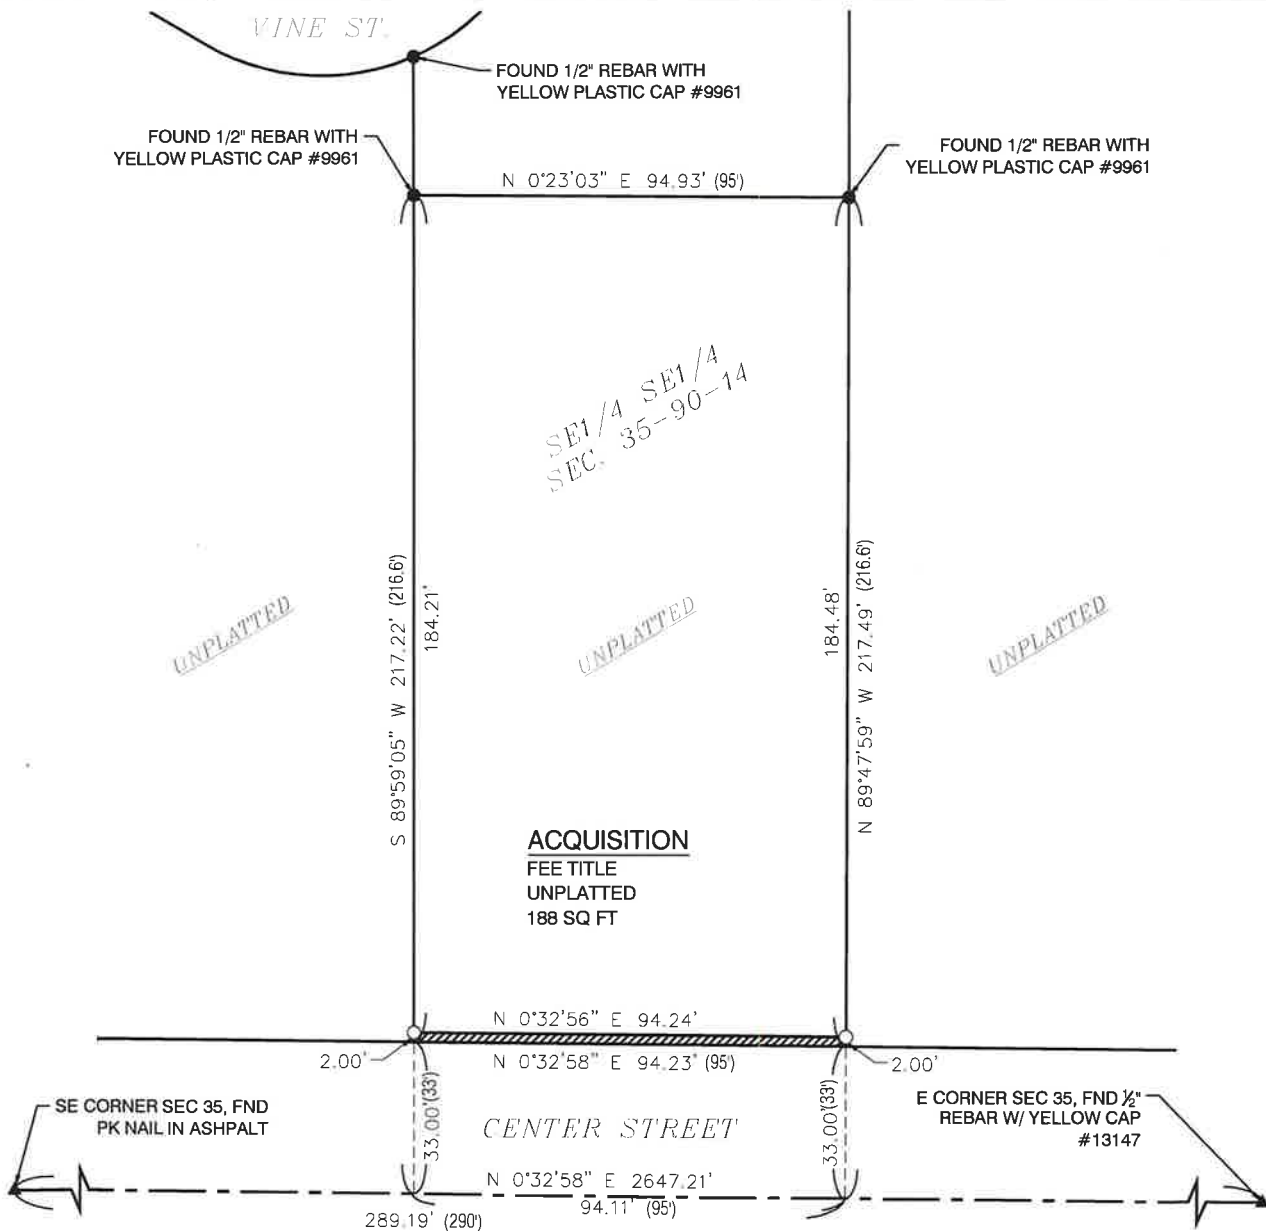 VINE ST.
FOUND 1/2" REBAR WITH
YELLOW PLASTIC CAP #9961
FOUND 1/2" REBAR WITH
YELLOW PLASTIC CAP #9961
FOUND 1/2" REBAR WITH
YELLOW PLASTIC CAP #9961
N 0°23'03" E 94.93' (95')
SE1/4 SE1/4
SEC. 35-90-14
S 89°59'05" W 217.22' (216.6')
184.21'
184.48'
N 89°47'59" W 217.49' (216.6')
UNPLATTED
UNPLATTED
UNPLATTED
ACQUISITION
FEE TITLE
UNPLATTED
188 SQ FT
N 0°32'56" E 94.24'
2.00'
N 0°32'58" E 94.23' (95')
2.00'
SE CORNER SEC 35, FND
PK NAIL IN ASHPALT
33.00'(33')
CENTER STREET
33.00'(33')
E CORNER SEC 35, FND ½"
REBAR W/ YELLOW CAP
#13147
N 0°32'58" E 2647.21'
94.11' (95')
289.19' (290')